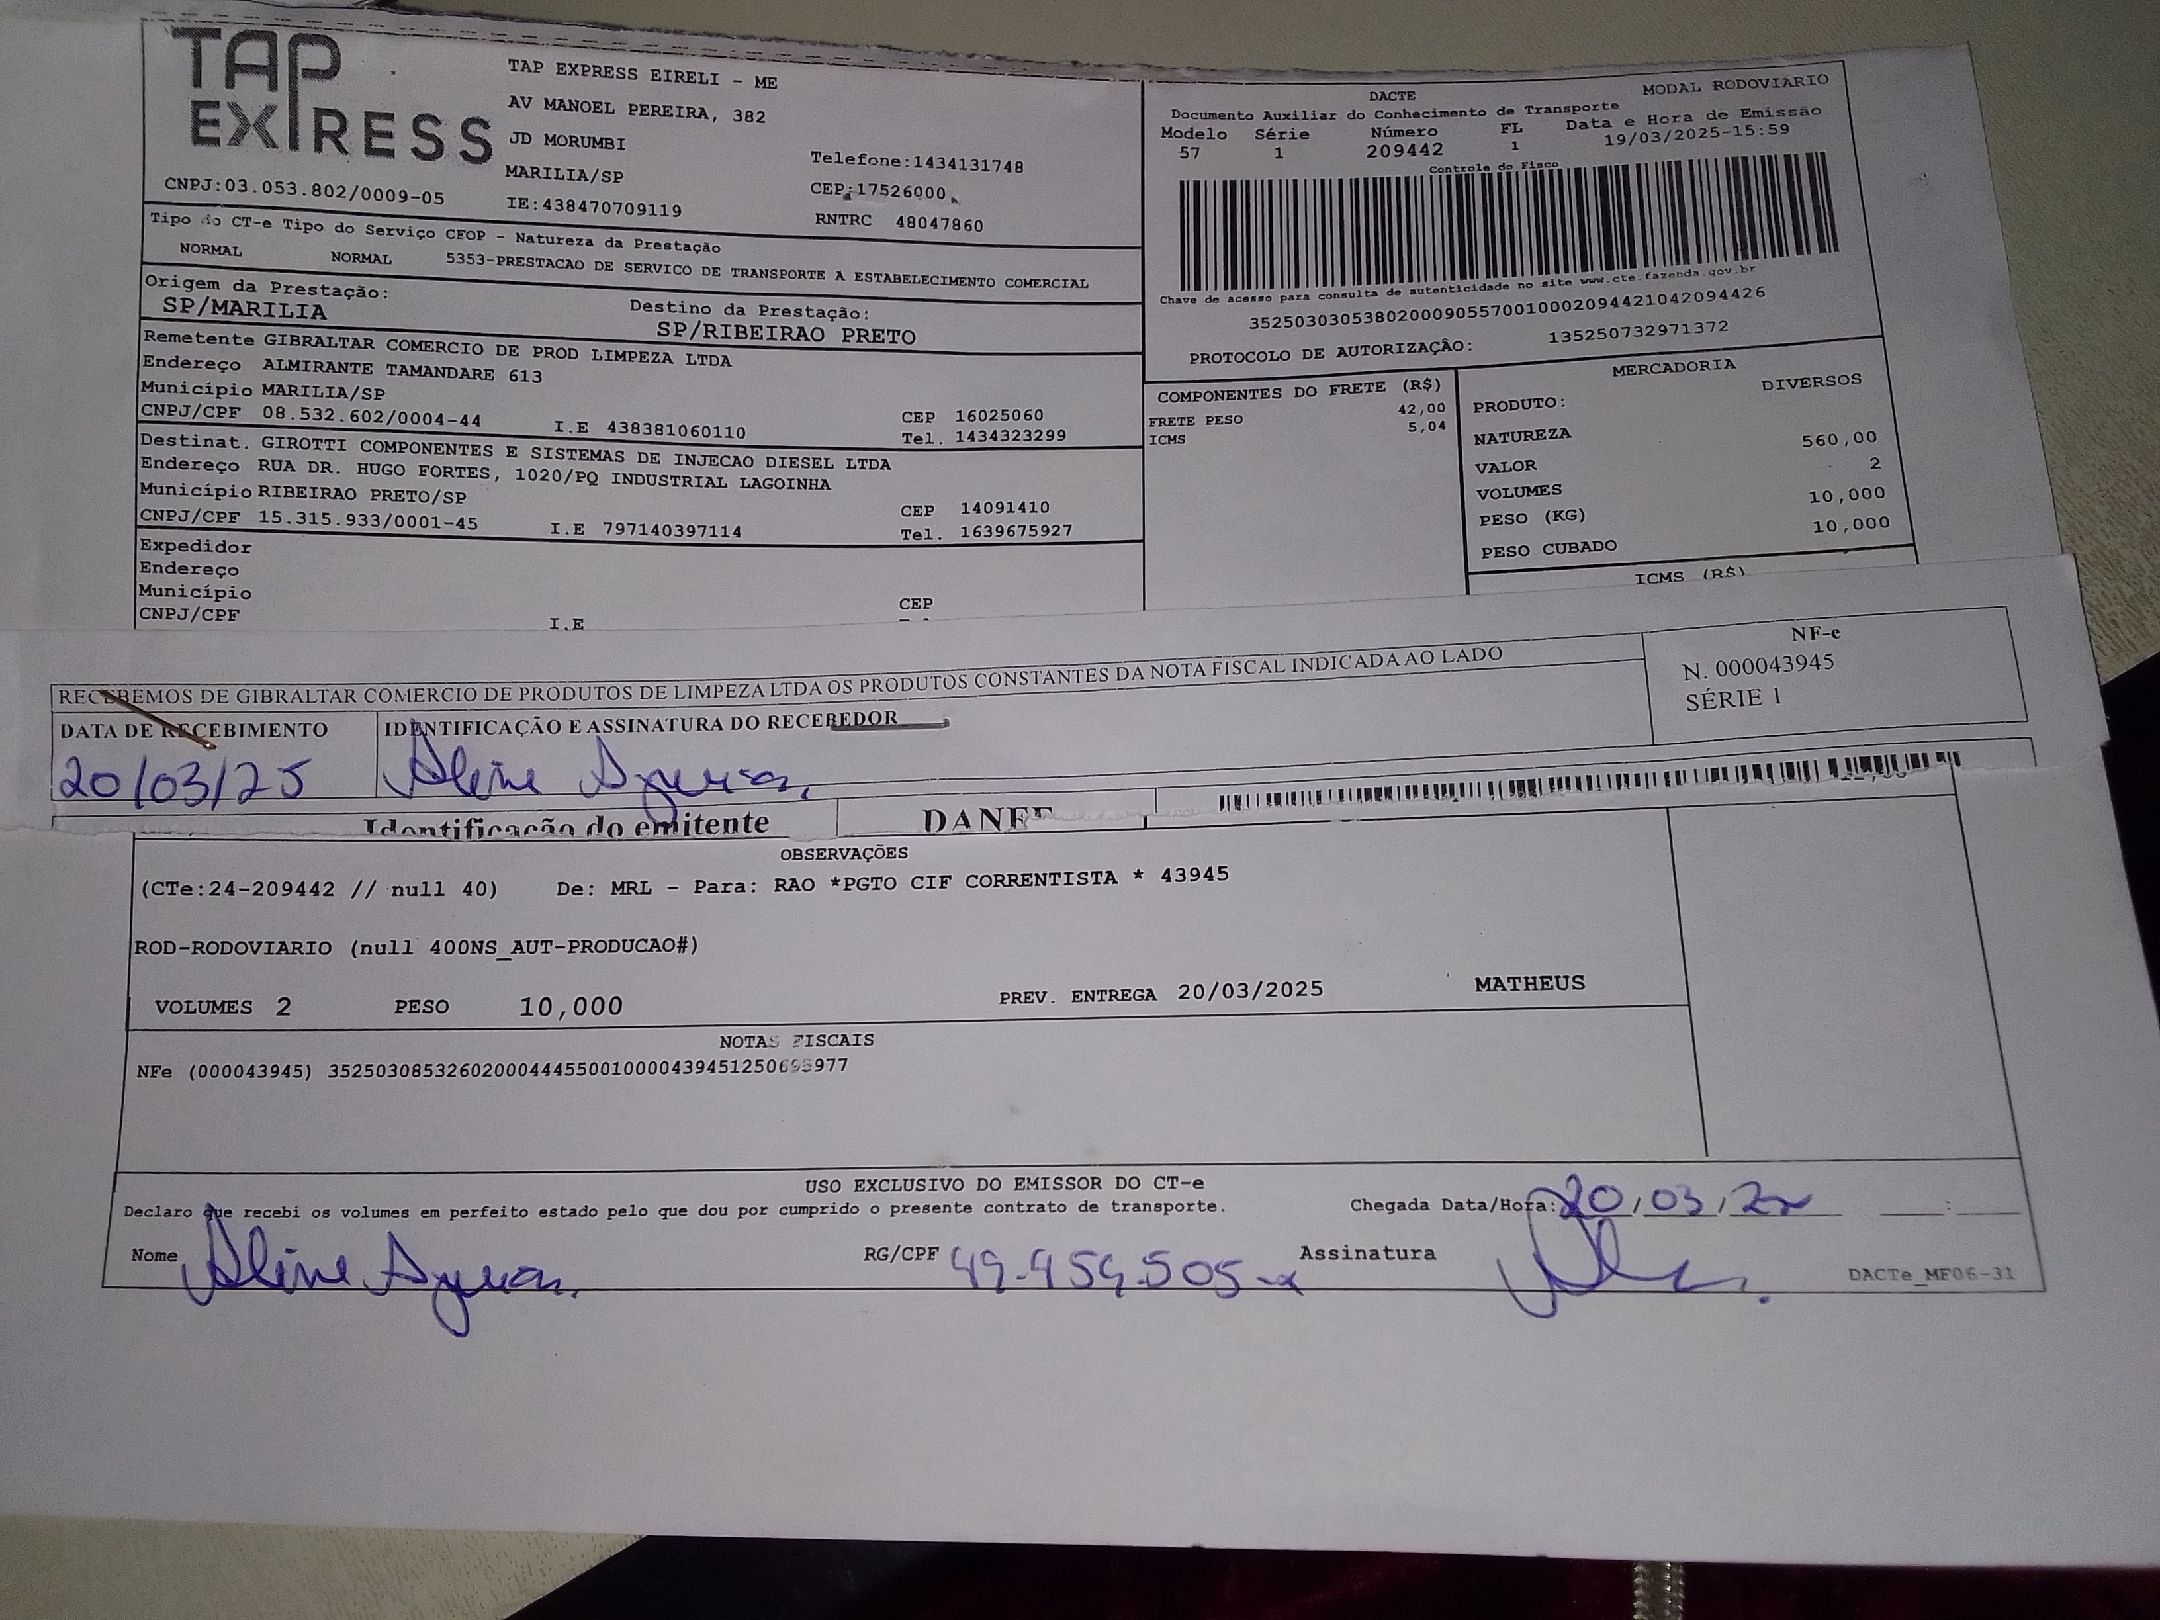 TAP
EXPRESS
CNPJ:03.053.802/0009-05
TAP EXPRESS EIRELI - ME
AV MANOEL PEREIRA, 382
JD MORUMBI
MARILIA/SP
IE:438470709119
Telefone:1434131748
CEP:17526000
RNTRC 48047860
DACTE MODAL RODOVIARIO
Documento Auxiliar do Conhecimento de Transporte
Modelo Série Número FL Data e Hora de Emissão
57 1 209442 1 19/03/2025-15:59
Controle do Fisco
Chave de acesso para consulta de autenticidade no site www.cte.fazenda.gov.br
35250303053802000905570010002094421042094426
PROTOCOLO DE AUTORIZAÇÃO: 135250732971372
Tipo do CT-e Tipo do Serviço CFOP - Natureza da Prestação
NORMAL NORMAL 5353-PRESTACAO DE SERVICO DE TRANSPORTE A ESTABELECIMENTO COMERCIAL
Origem da Prestação: Destino da Prestação:
SP/MARILIA SP/RIBEIRAO PRETO
Remetente GIBRALTAR COMERCIO DE PROD LIMPEZA LTDA
Endereço ALMIRANTE TAMANDARE 613
Município MARILIA/SP CEP 16025060
CNPJ/CPF 08.532.602/0004-44 I.E 438381060110 Tel. 1434323299
Destinat. GIROTTI COMPONENTES E SISTEMAS DE INJECAO DIESEL LTDA
Endereço RUA DR. HUGO FORTES, 1020/PQ INDUSTRIAL LAGOINHA
Município RIBEIRAO PRETO/SP CEP 14091410
CNPJ/CPF 15.315.933/0001-45 I.E 797140397114 Tel. 1639675927
Expedidor
Endereço
Município CEP
CNPJ/CPF I.E
COMPONENTES DO FRETE (R$)
FRETE PESO 42,00
ICMS 5,04
MERCADORIA
PRODUTO: DIVERSOS
NATUREZA
VALOR 560,00
VOLUMES 2
PESO (KG) 10,000
PESO CUBADO 10,000
ICMS (R$)
RECEBEMOS DE GIBRALTAR COMERCIO DE PRODUTOS DE LIMPEZA LTDA OS PRODUTOS CONSTANTES DA NOTA FISCAL INDICADA AO LADO
NF-e
N. 000043945
SÉRIE 1
DATA DE RECEBIMENTO IDENTIFICAÇÃO E ASSINATURA DO RECEBEDOR
20/03/25 Aline
Identificação do emitente DANFE
OBSERVAÇÕES
(CTe:24-209442 // null 40) De: MRL - Para: RAO *PGTO CIF CORRENTISTA * 43945
ROD-RODOVIARIO (null 400NS_AUT-PRODUCAO#)
VOLUMES 2 PESO 10,000 PREV. ENTREGA 20/03/2025 MATHEUS
NOTAS FISCAIS
NFe (000043945)
USO EXCLUSIVO DO EMISSOR DO CT-e
Declaro que recebi os volumes em perfeito estado pelo que dou por cumprido o presente contrato de transporte. Chegada Data/Hora: 20/03/
Nome Aline RG/CPF 49.454.505-x Assinatura
DACTe_MF06-31